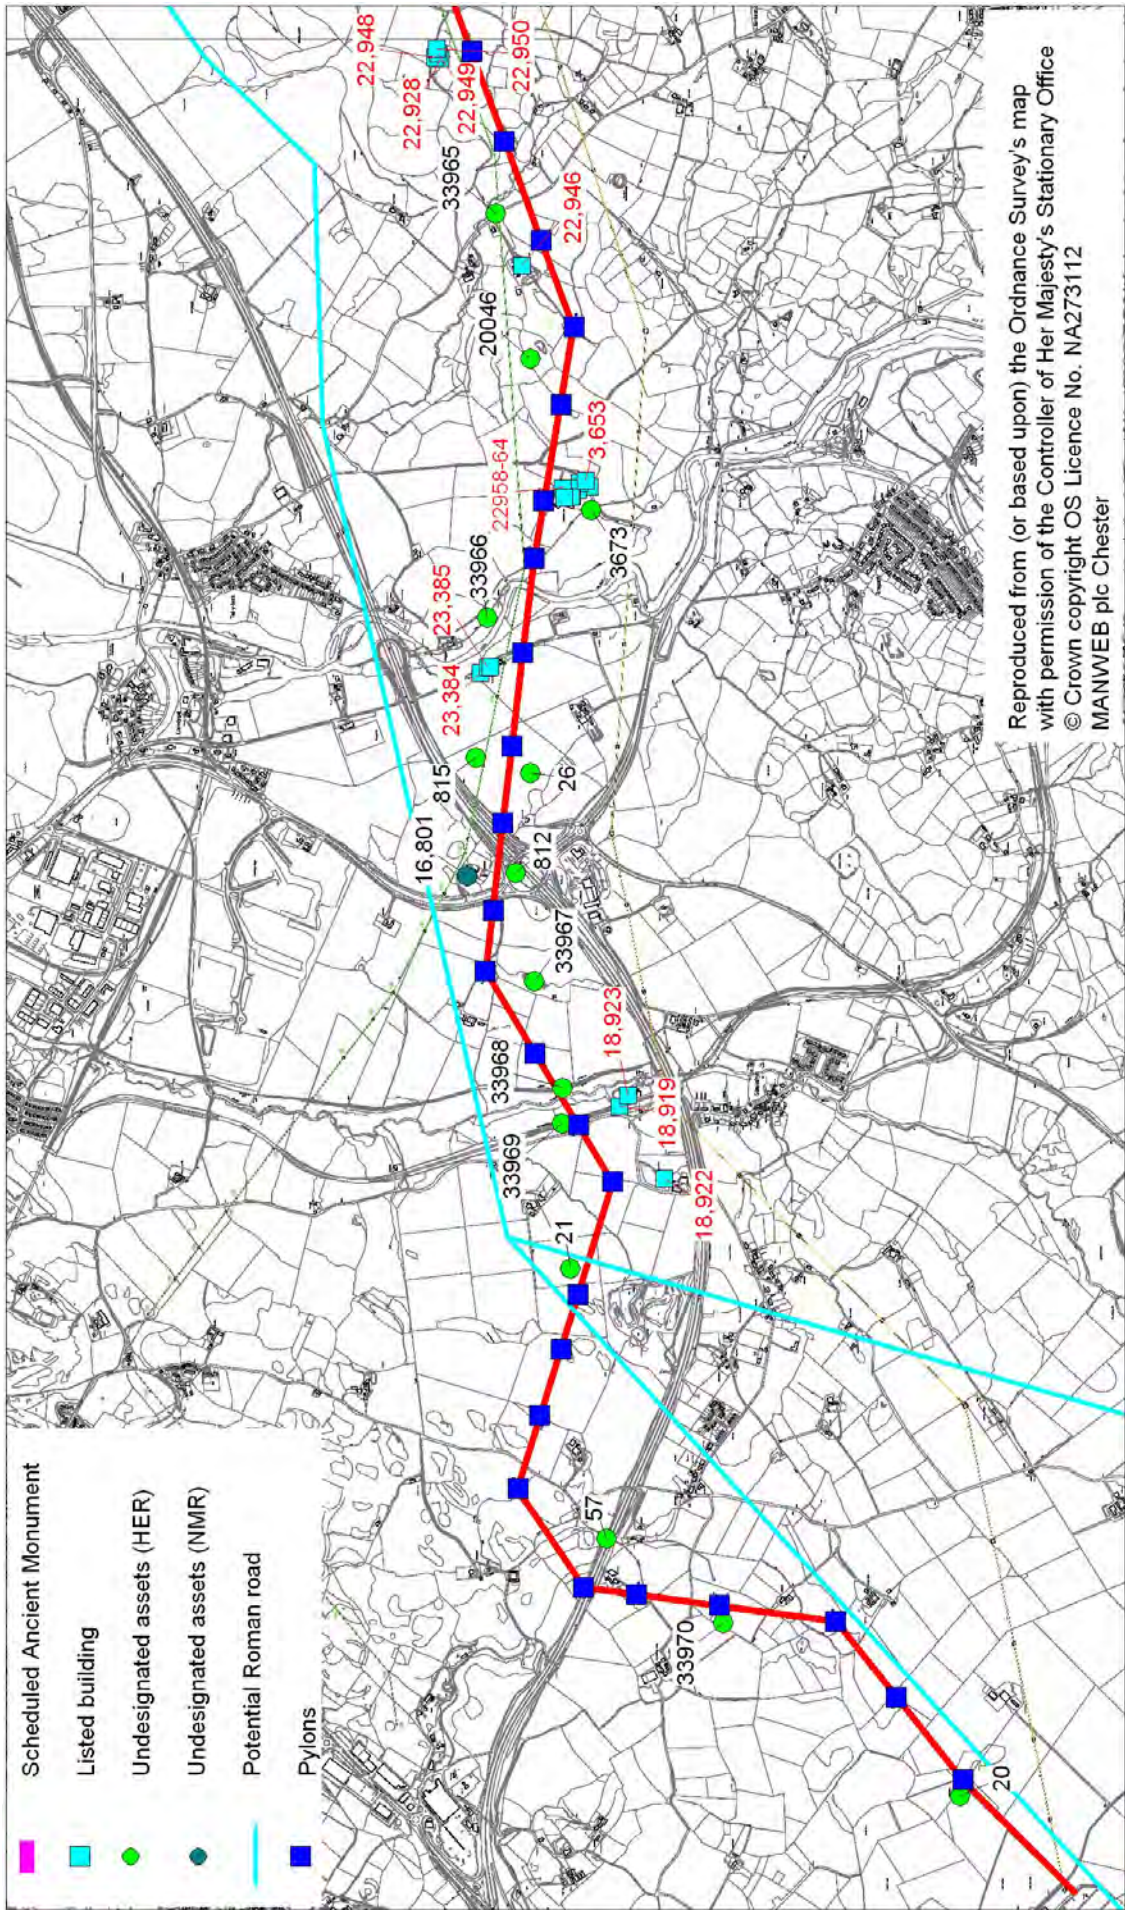 Scheduled Ancient Monument
Listed building
Undesignated assets (HER)
Undesignated assets (NMR)
Potential Roman road
Pylons
20
33970
57
21
33969
33968
18,922
18,919
18,923
33967
16,801
812
815
26
23,384
23,385
33966
3673
22958-64
3,653
20046
22,946
33965
22,928
22,948
22,949
22,950
Reproduced from (or based upon) the Ordnance Survey's map
with permission of the Controller of Her Majesty's Stationary Office
© Crown copyright OS Licence No. NA273112
MANWEB plc Chester